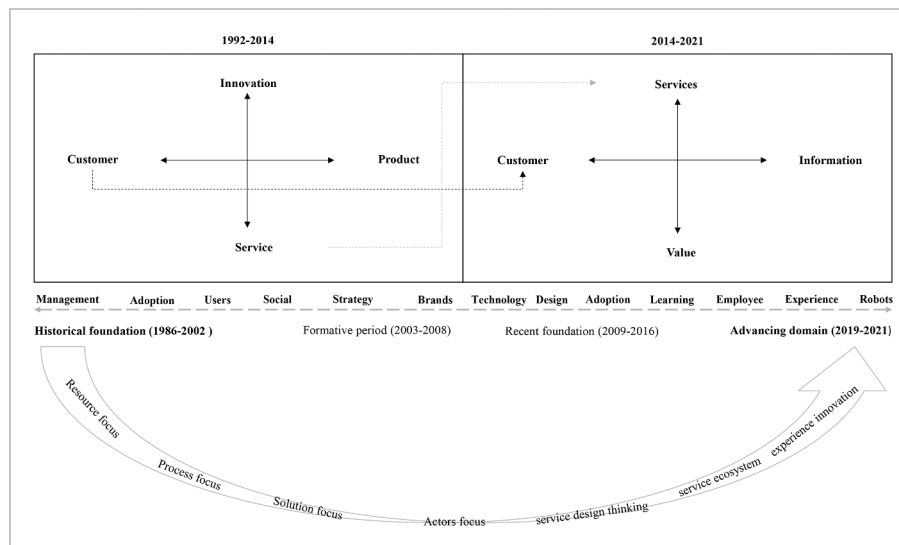 1992-2014 2014-2021
Innovation Services
Customer Product Customer Information
Service Value
Management Adoption Users Social Strategy Brands Technology Design Adoption Learning Employee Experience Robots
Historical foundation (1986-2002 ) Formative period (2003-2008) Recent foundation (2009-2016) Advancing domain (2019-2021)
Resource focus
Process focus
Solution focus
Actors focus
service design thinking
service ecosystem
experience innovation